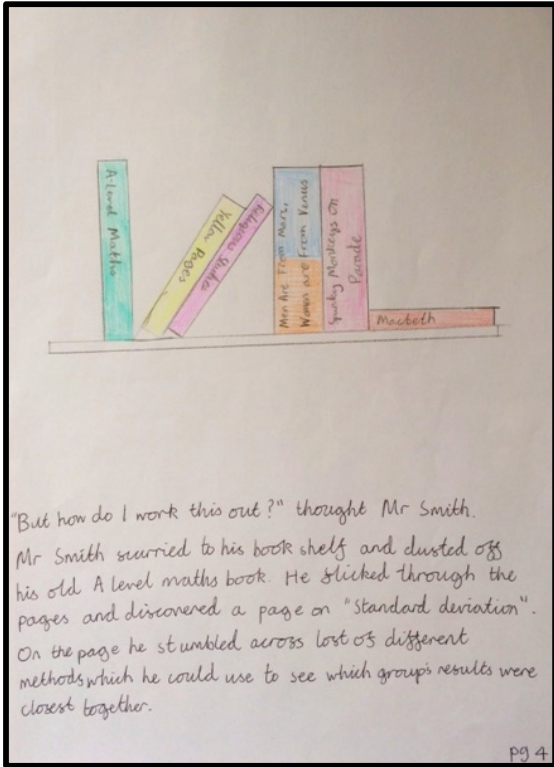 A-Level Maths
Yellow Pages
Religious Studies
Men Are From Mars,
Women are From Venus
Spunky Monkeys on
Parade
Macbeth
"But how do I work this out?" thought Mr Smith.
Mr Smith scurried to his book shelf and dusted off
his old A level maths book. He flicked through the
pages and discovered a page on "Standard deviation".
On the page he stumbled across lost of different
methods which he could use to see which group's results were
closest together.
pg 4